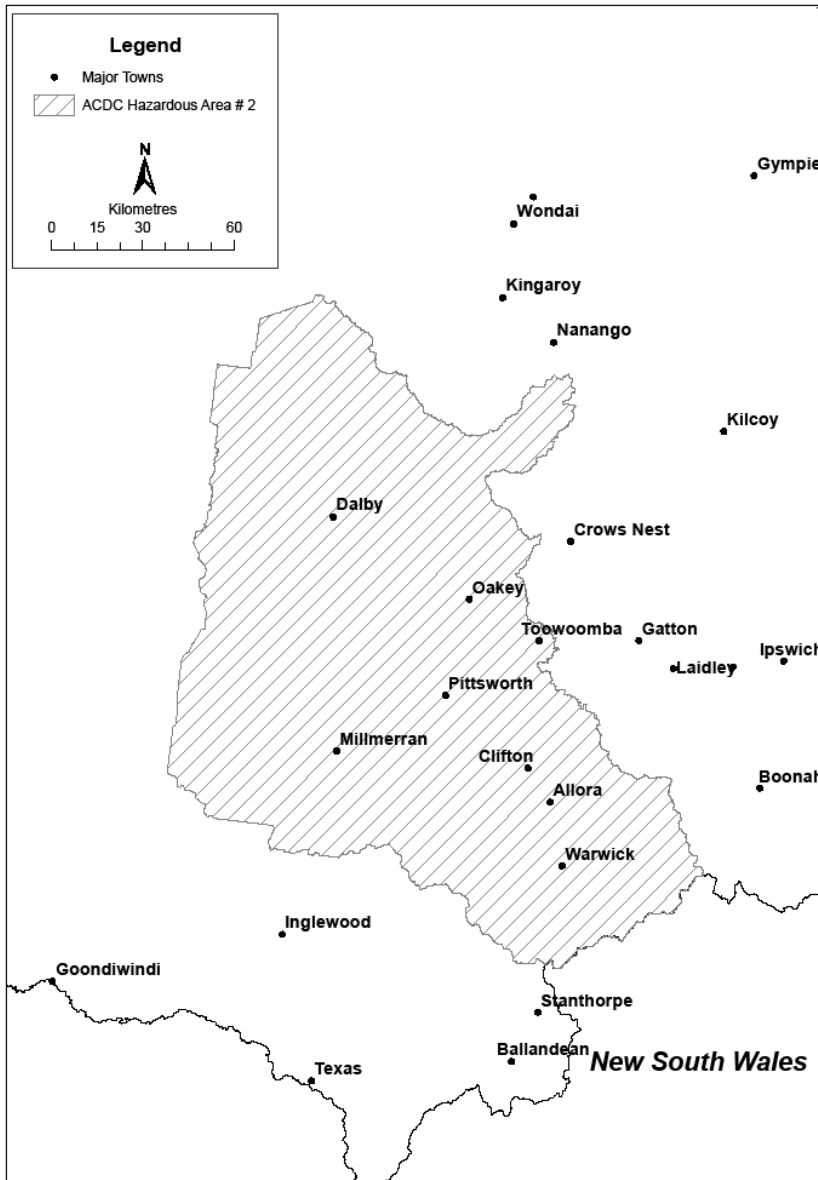 Legend
Major Towns
ACDC Hazardous Area # 2
N
Kilometres
0 15 30 60
Gympie
Wondai
Kingaroy
Nanango
Kilcoy
Dalby
Crows Nest
Oakey
Toowoomba
Gatton
Ipswich
Laidley
Pittsworth
Millmerran
Clifton
Boonah
Allora
Warwick
Inglewood
Goondiwindi
Stanthorpe
Ballandean
New South Wales
Texas